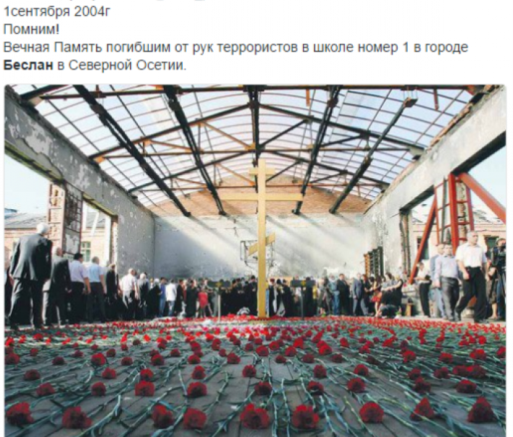 1сентября 2004г
Помним!
Вечная Память погибшим от рук террористов в школе номер 1 в городе
Беслан в Северной Осетии.